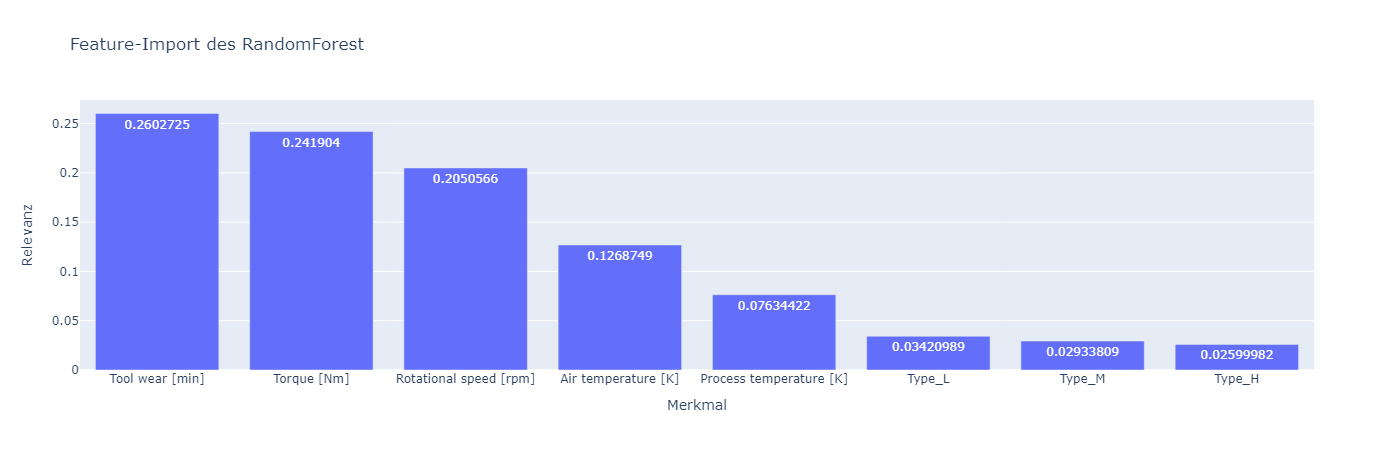 Feature-Import des RandomForest
Relevanz
0.25
0.2
0.15
0.1
0.05
0
0.2602725
0.241904
0.2050566
0.1268749
0.07634422
0.03420989
0.02933809
0.02599982
Tool wear [min]
Torque [Nm]
Rotational speed [rpm]
Air temperature [K]
Process temperature [K]
Type_L
Type_M
Type_H
Merkmal